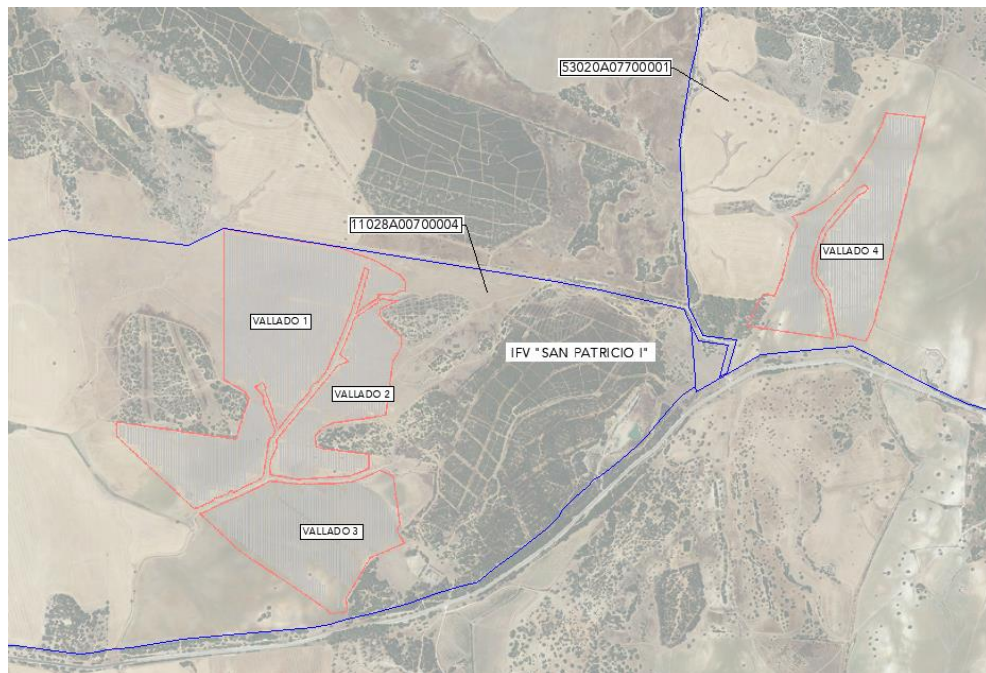 53020A07700001
11028A00700004
VALLADO 4
VALLADO 1
IFV "SAN PATRICIO I"
VALLADO 2
VALLADO 3